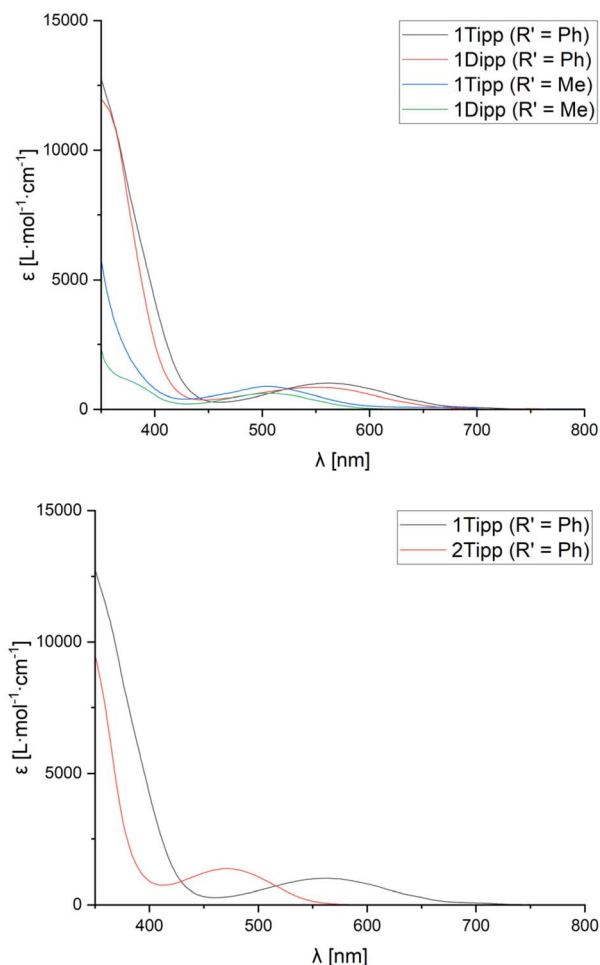 15000
10000
5000
0
ε [L·mol⁻¹·cm⁻¹]
1Tipp (R' = Ph)
1Dipp (R' = Ph)
1Tipp (R' = Me)
1Dipp (R' = Me)
400 500 600 700 800
λ [nm]
15000
10000
5000
0
ε [L·mol⁻¹·cm⁻¹]
1Tipp (R' = Ph)
2Tipp (R' = Ph)
400 500 600 700 800
λ [nm]